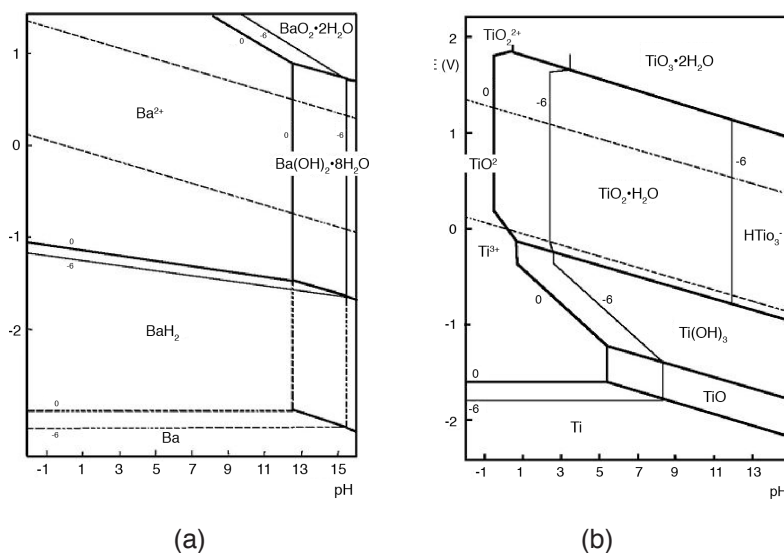 1
0
-1
-2
-1 1 3 5 7 9 11 13 15
pH
0
-6
BaO₂•2H₂O
0
-6
Ba²⁺
Ba(OH)₂•8H₂O
0
-6
BaH₂
0
-6
Ba
(a)
2
⁝ (V)
1
0
-1
-2
-1 1 3 5 7 9 11 13
pH
TiO₂²⁺
TiO₃•2H₂O
0
-6
-6
TiO²
TiO₂•H₂O
HTio₃⁻
Ti³⁺
0
-6
Ti(OH)₃
0
-6
TiO
Ti
(b)